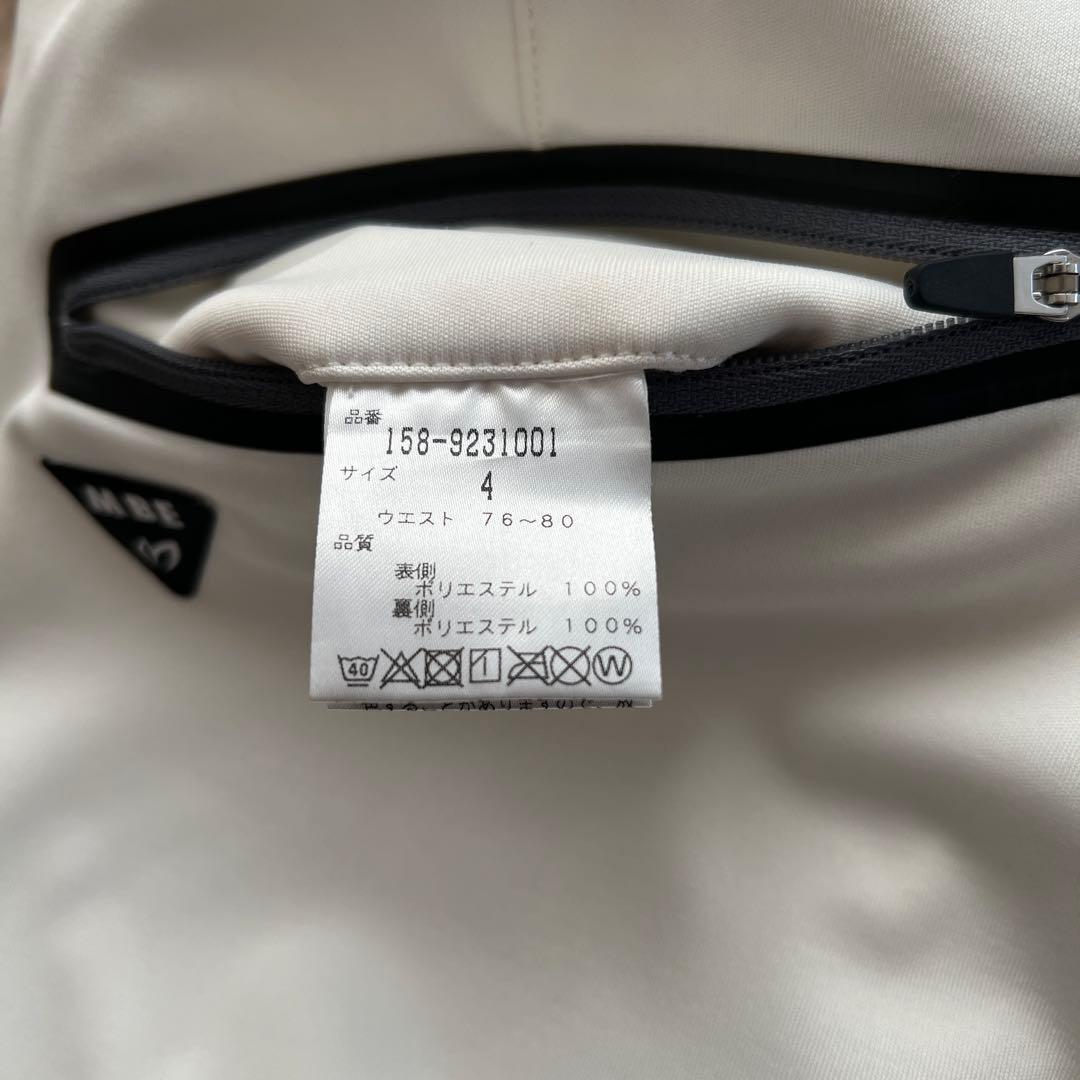 品番
158-9231001
サイズ
4
ウエスト 76～80
品質
表側
ポリエステル 100%
裏側
ポリエステル 100%
40
W
MBE